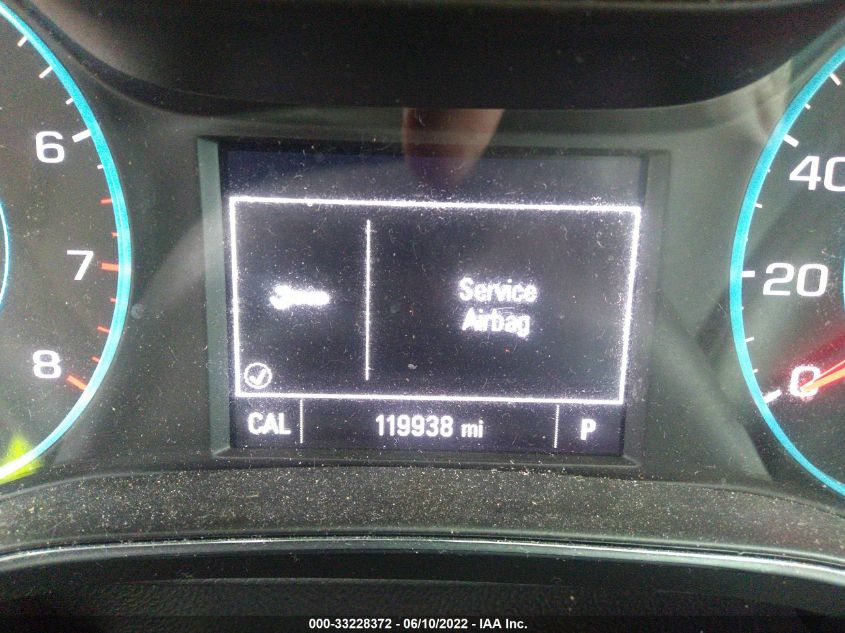 6
7
8
40
20
0
Service
Airbag
CAL
119938 mi
P
000-33228372 - 06/10/2022 - IAA Inc.